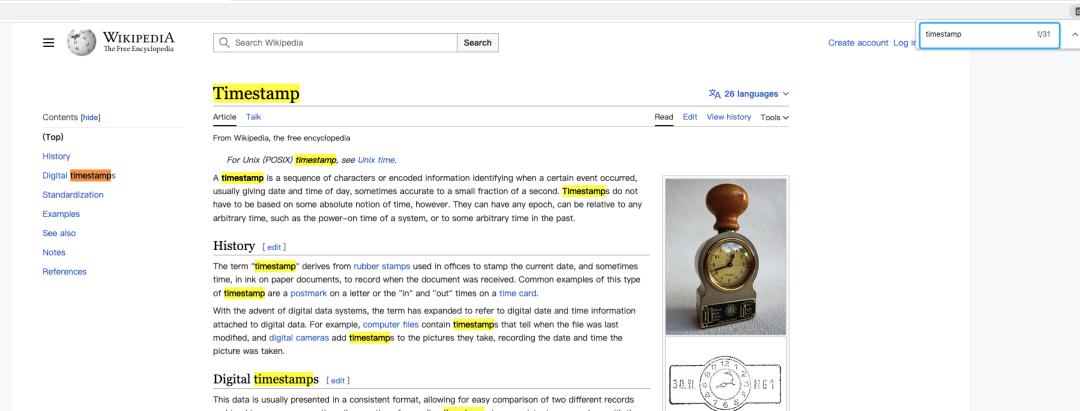 WIKIPEDIA
The Free Encyclopedia
Search Wikipedia
Search
Create account Log in
timestamp
1/31
Contents [hide]
(Top)
History
Digital timestamps
Standardization
Examples
See also
Notes
References
Timestamp
26 languages
Article Talk
Read Edit View history Tools
From Wikipedia, the free encyclopedia
For Unix (POSIX) timestamp, see Unix time.
A timestamp is a sequence of characters or encoded information identifying when a certain event occurred,
usually giving date and time of day, sometimes accurate to a small fraction of a second. Timestamps do not
have to be based on some absolute notion of time, however. They can have any epoch, can be relative to any
arbitrary time, such as the power-on time of a system, or to some arbitrary time in the past.
History [ edit ]
The term "timestamp" derives from rubber stamps used in offices to stamp the current date, and sometimes
time, in ink on paper documents, to record when the document was received. Common examples of this type
of timestamp are a postmark on a letter or the "in" and "out" times on a time card.
With the advent of digital data systems, the term has expanded to refer to digital date and time information
attached to digital data. For example, computer files contain timestamps that tell when the file was last
modified, and digital cameras add timestamps to the pictures they take, recording the date and time the
picture was taken.
Digital timestamps [ edit ]
This data is usually presented in a consistent format, allowing for easy comparison of two different records